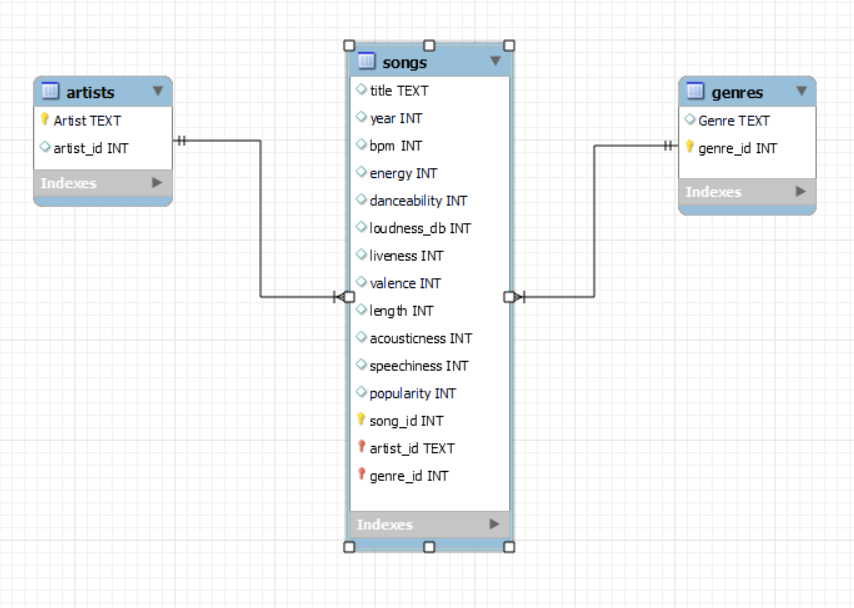 artists
Artist TEXT
artist_id INT
Indexes
songs
title TEXT
year INT
bpm INT
energy INT
danceability INT
loudness_db INT
liveness INT
valence INT
length INT
acousticness INT
speechiness INT
popularity INT
song_id INT
artist_id TEXT
genre_id INT
Indexes
genres
Genre TEXT
genre_id INT
Indexes